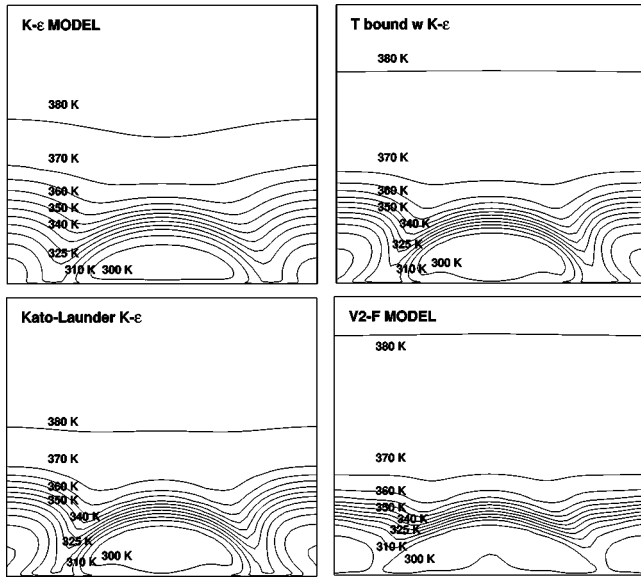 K-ε MODEL
380 K
370 K
360 K
350 K
340 K
325 K
310 K 300 K
T bound w K-ε
380 K
370 K
360 K
350 K
340 K
325 K
300 K
310 K
Kato-Launder K-ε
380 K
370 K
360 K
350 K
340 K
325 K
300 K
310 K
V2-F MODEL
380 K
370 K
360 K
350 K
340 K
325 K
310 K
300 K